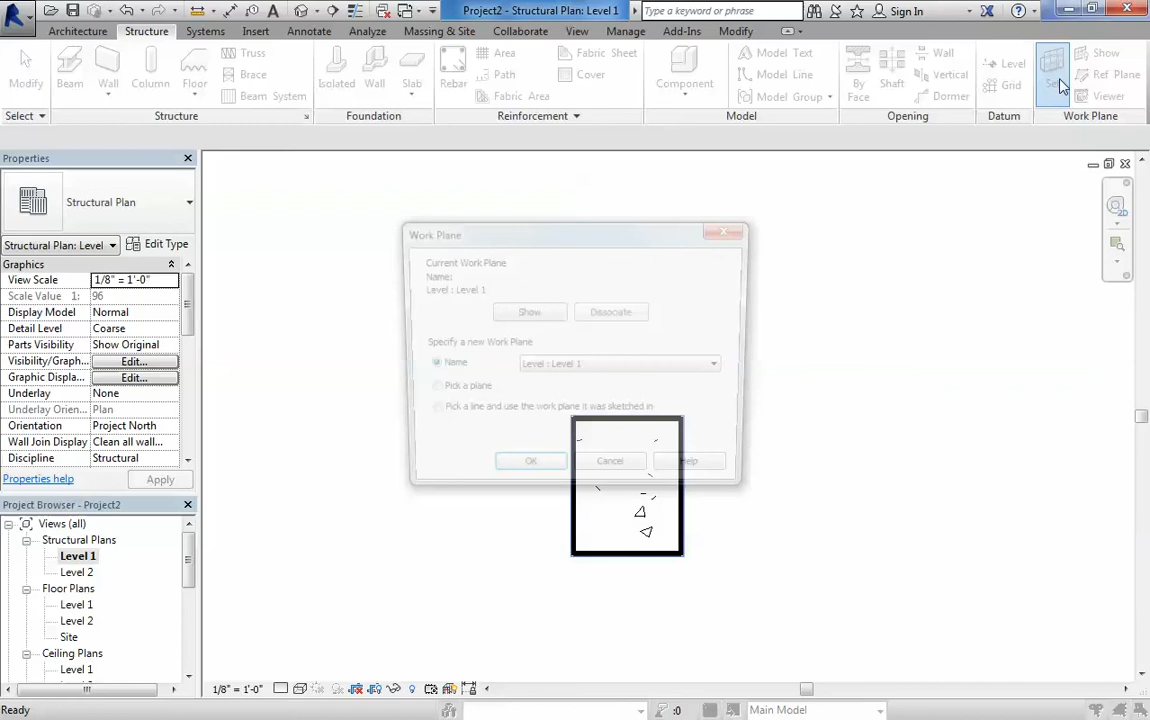 Project2 - Structural Plan: Level 1
Type a keyword or phrase
Sign In
Architecture Structure Systems Insert Annotate Analyze Massing & Site Collaborate View Manage Add-Ins Modify
Modify Beam Wall Column Floor Truss Brace Beam System
Isolated Wall Slab Rebar Area Path Fabric Area Fabric Sheet Cover
Component Model Text Model Line Model Group
By Face Shaft Wall Vertical Dormer Level Grid Set Show Ref Plane Viewer
Select Structure Foundation Reinforcement Model Opening Datum Work Plane
Properties
Structural Plan
Structural Plan: Level Edit Type
Graphics
View Scale 1/8" = 1'-0"
Scale Value 1: 96
Display Model Normal
Detail Level Coarse
Parts Visibility Show Original
Visibility/Graph... Edit...
Graphic Displa... Edit...
Underlay None
Underlay Orien... Plan
Orientation Project North
Wall Join Display Clean all wall...
Discipline Structural
Properties help Apply
Project Browser - Project2
Views (all)
Structural Plans
Level 1
Level 2
Floor Plans
Level 1
Level 2
Site
Ceiling Plans
Level 1
Work Plane
Current Work Plane
Name:
Level : Level 1
Show Dissociate
Specify a new Work Plane
Name Level : Level 1
Pick a plane
Pick a line and use the work plane it was sketched in
OK Cancel Help
2D
1/8" = 1'-0"
Ready :0 Main Model